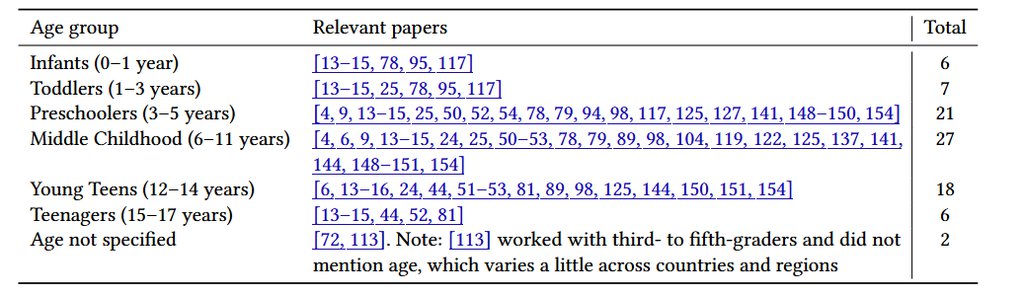 Age group Relevant papers Total
Infants (0–1 year) [13–15, 78, 95, 117] 6
Toddlers (1–3 years) [13–15, 25, 78, 95, 117] 7
Preschoolers (3–5 years) [4, 9, 13–15, 25, 50, 52, 54, 78, 79, 94, 98, 117, 125, 127, 141, 148–150, 154] 21
Middle Childhood (6–11 years) [4, 6, 9, 13–15, 24, 25, 50–53, 78, 79, 89, 98, 104, 119, 122, 125, 137, 141, 27
144, 148–151, 154]
Young Teens (12–14 years) [6, 13–16, 24, 44, 51–53, 81, 89, 98, 125, 144, 150, 151, 154] 18
Teenagers (15–17 years) [13–15, 44, 52, 81] 6
Age not specified [72, 113]. Note: [113] worked with third- to fifth-graders and did not 2
mention age, which varies a little across countries and regions